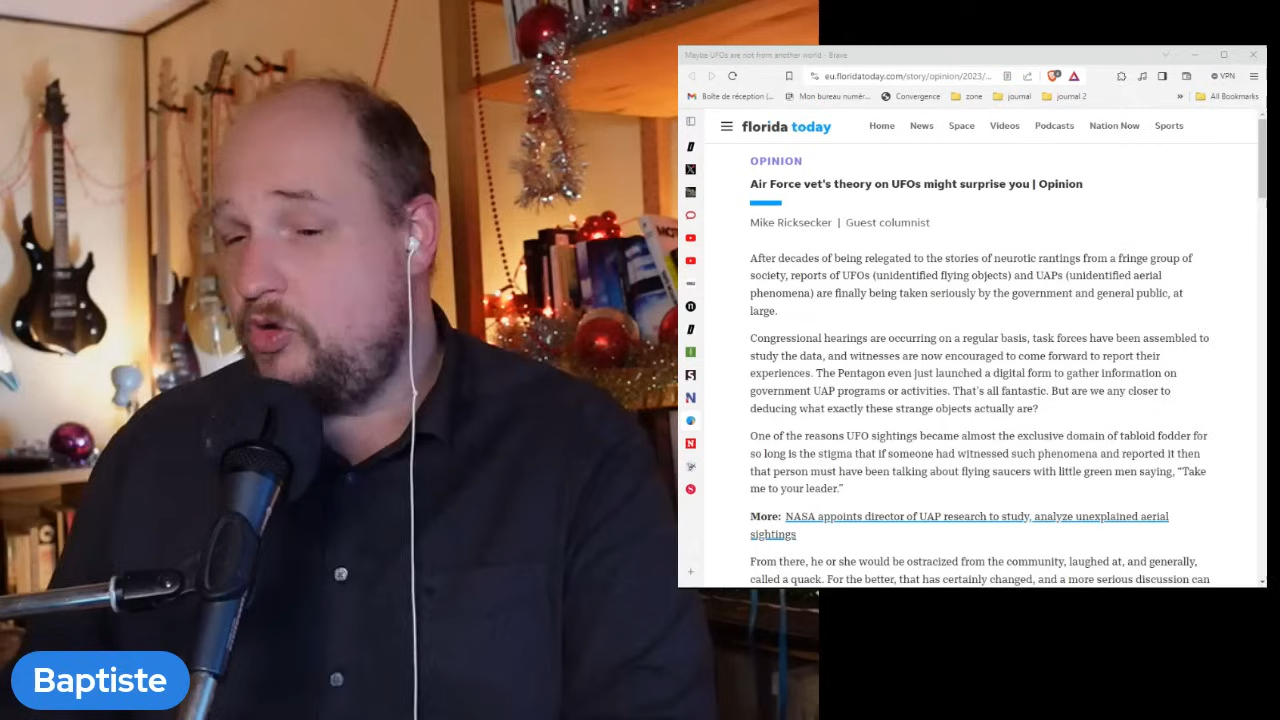 Maybe UFOs are not from another world - Brave
eu.floridatoday.com/story/opinion/2023/...
VPN
Boîte de réception (...
Mon bureau numér...
Convergence
zone
journal
journal 2
»
All Bookmarks
florida today
Home
News
Space
Videos
Podcasts
Nation Now
Sports
OPINION
Air Force vet's theory on UFOs might surprise you | Opinion
Mike Ricksecker | Guest columnist
After decades of being relegated to the stories of neurotic rantings from a fringe group of
society, reports of UFOs (unidentified flying objects) and UAPs (unidentified aerial
phenomena) are finally being taken seriously by the government and general public, at
large.
Congressional hearings are occurring on a regular basis, task forces have been assembled to
study the data, and witnesses are now encouraged to come forward to report their
experiences. The Pentagon even just launched a digital form to gather information on
government UAP programs or activities. That's all fantastic. But are we any closer to
deducing what exactly these strange objects actually are?
One of the reasons UFO sightings became almost the exclusive domain of tabloid fodder for
so long is the stigma that if someone had witnessed such phenomena and reported it then
that person must have been talking about flying saucers with little green men saying, “Take
me to your leader.”
More: NASA appoints director of UAP research to study, analyze unexplained aerial
sightings
From there, he or she would be ostracized from the community, laughed at, and generally,
called a quack. For the better, that has certainly changed, and a more serious discussion can
Baptiste